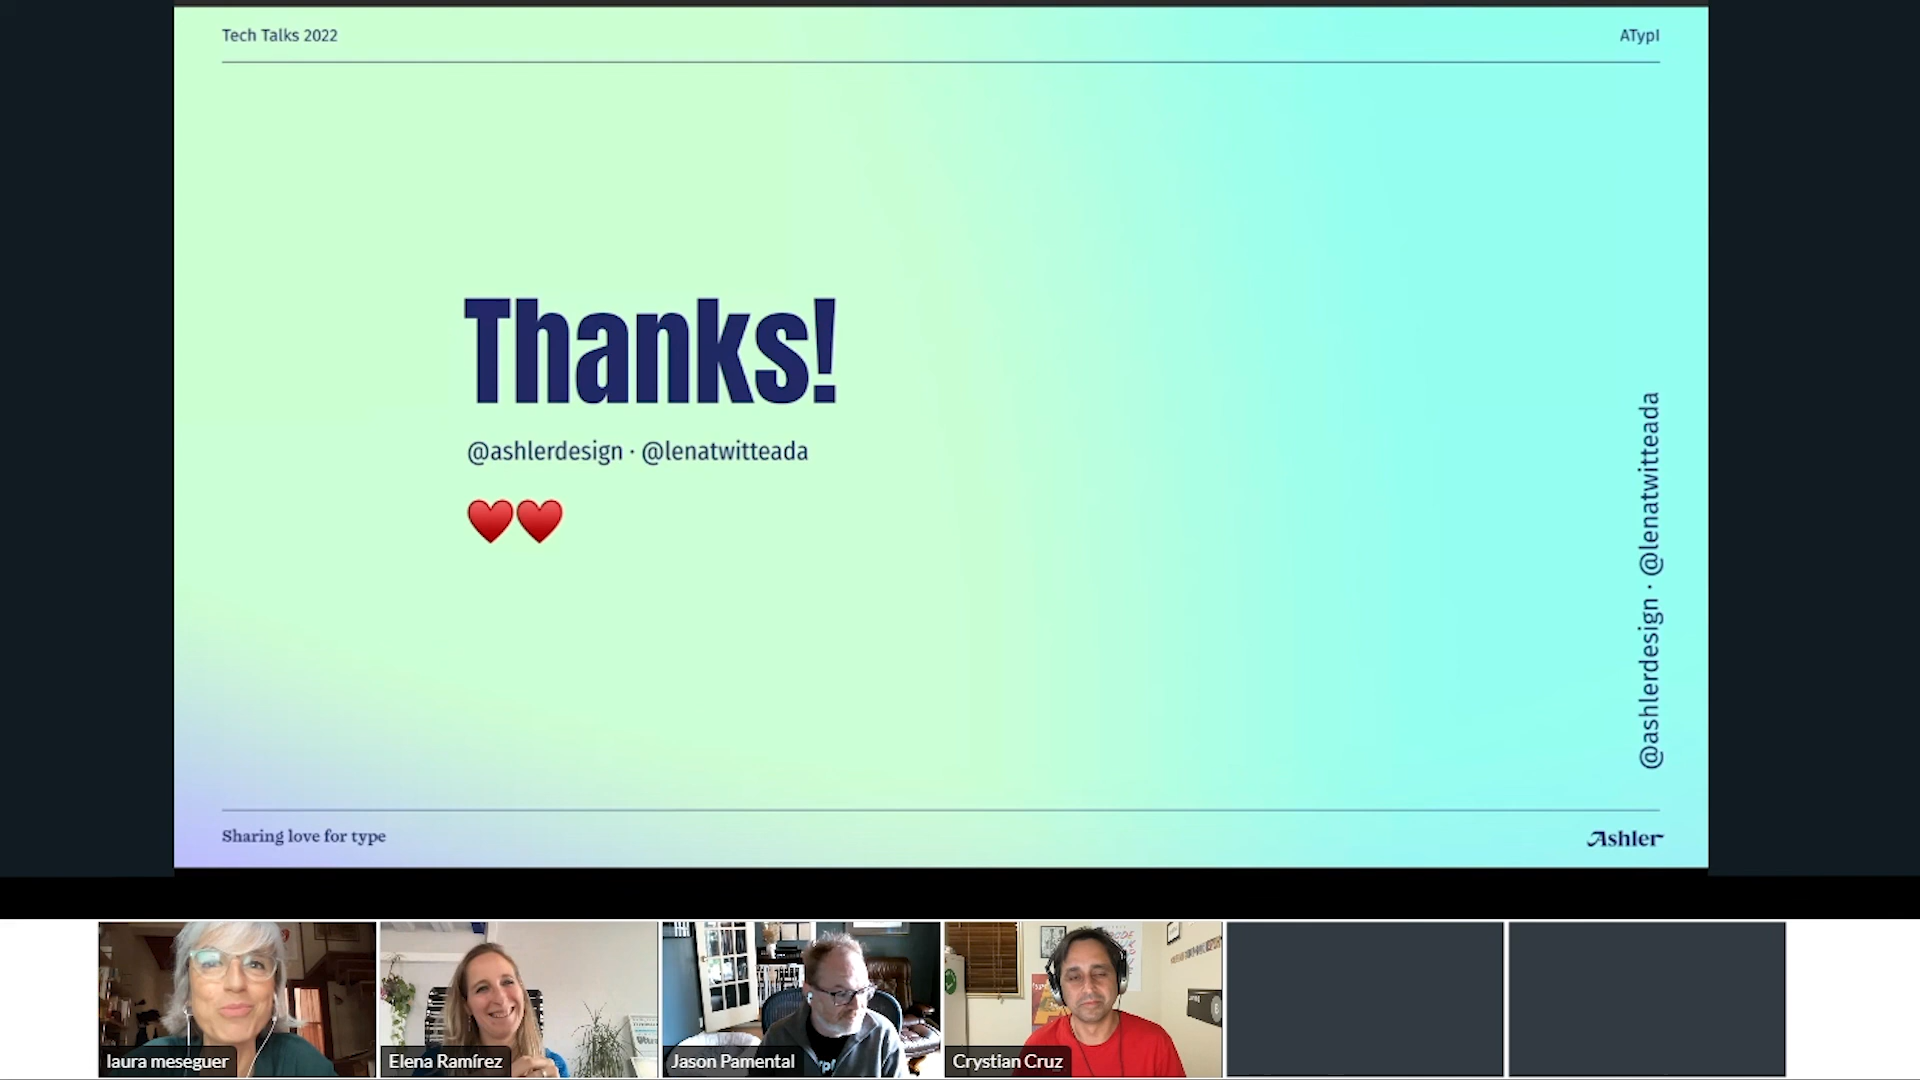 Tech Talks 2022
ATypI
Thanks!
@ashlerdesign · @lenatwitteada
@ashlerdesign · @lenatwitteada
Sharing love for type
Ashler
laura meseguer
Elena Ramírez
Jason Pamental
Crystian Cruz